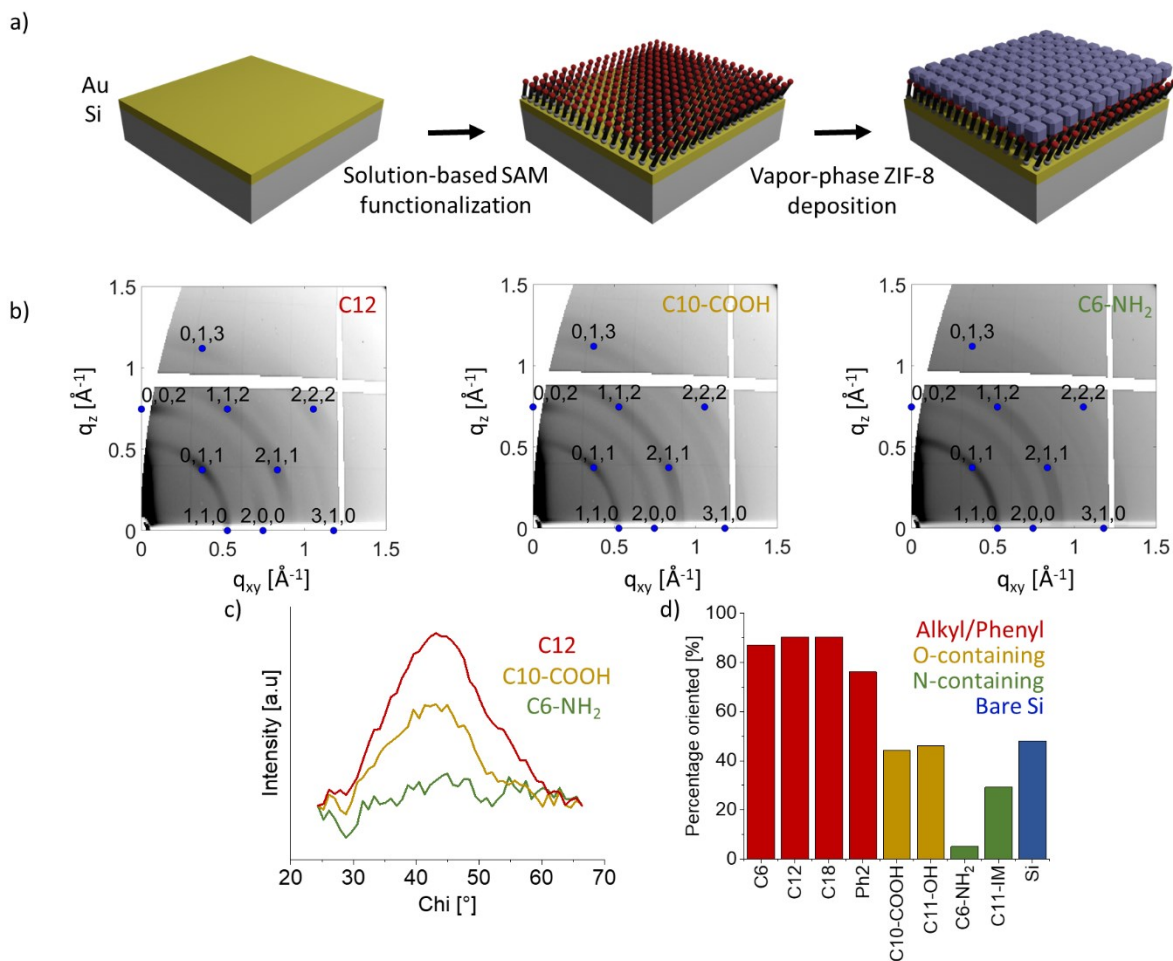 a)
Au
Si
Solution-based SAM
functionalization
Vapor-phase ZIF-8
deposition
b)
1.5
1
0.5
0
q_z [Å⁻¹]
C12
0,1,3
0,0,2
1,1,2
2,2,2
0,1,1
2,1,1
1,1,0
2,0,0
3,1,0
0
0.5
1
1.5
q_xy [Å⁻¹]
1.5
1
0.5
0
q_z [Å⁻¹]
C10-COOH
0,1,3
0,0,2
1,1,2
2,2,2
0,1,1
2,1,1
1,1,0
2,0,0
3,1,0
0
0.5
1
1.5
q_xy [Å⁻¹]
1.5
1
0.5
0
q_z [Å⁻¹]
C6-NH₂
0,1,3
0,0,2
1,1,2
2,2,2
0,1,1
2,1,1
1,1,0
2,0,0
3,1,0
0
0.5
1
1.5
q_xy [Å⁻¹]
c)
Intensity [a.u]
C12
C10-COOH
C6-NH₂
20 30 40 50 60 70
Chi [°]
d)
Percentage oriented [%]
100
80
60
40
20
0
Alkyl/Phenyl
O-containing
N-containing
Bare Si
C6
C12
C18
Ph2
C10-COOH
C11-OH
C6-NH₂
C11-IM
Si